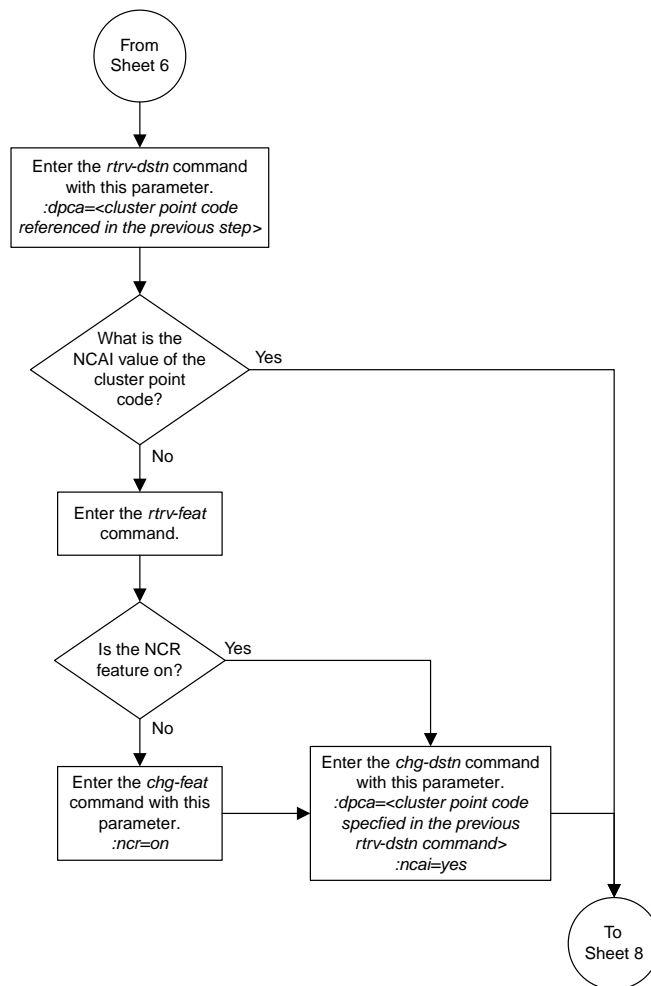 From
Sheet 6
Enter the rtrv-dstn command
with this parameter.
:dpca=<cluster point code
referenced in the previous step>
What is the
NCAI value of the
cluster point
code?
Yes
No
Enter the rtrv-feat
command.
Is the NCR
feature on?
Yes
No
Enter the chg-feat
command with this
parameter.
:ncr=on
Enter the chg-dstn command
with this parameter.
:dpca=<cluster point code
specfied in the previous
rtrv-dstn command>
:ncai=yes
To
Sheet 8